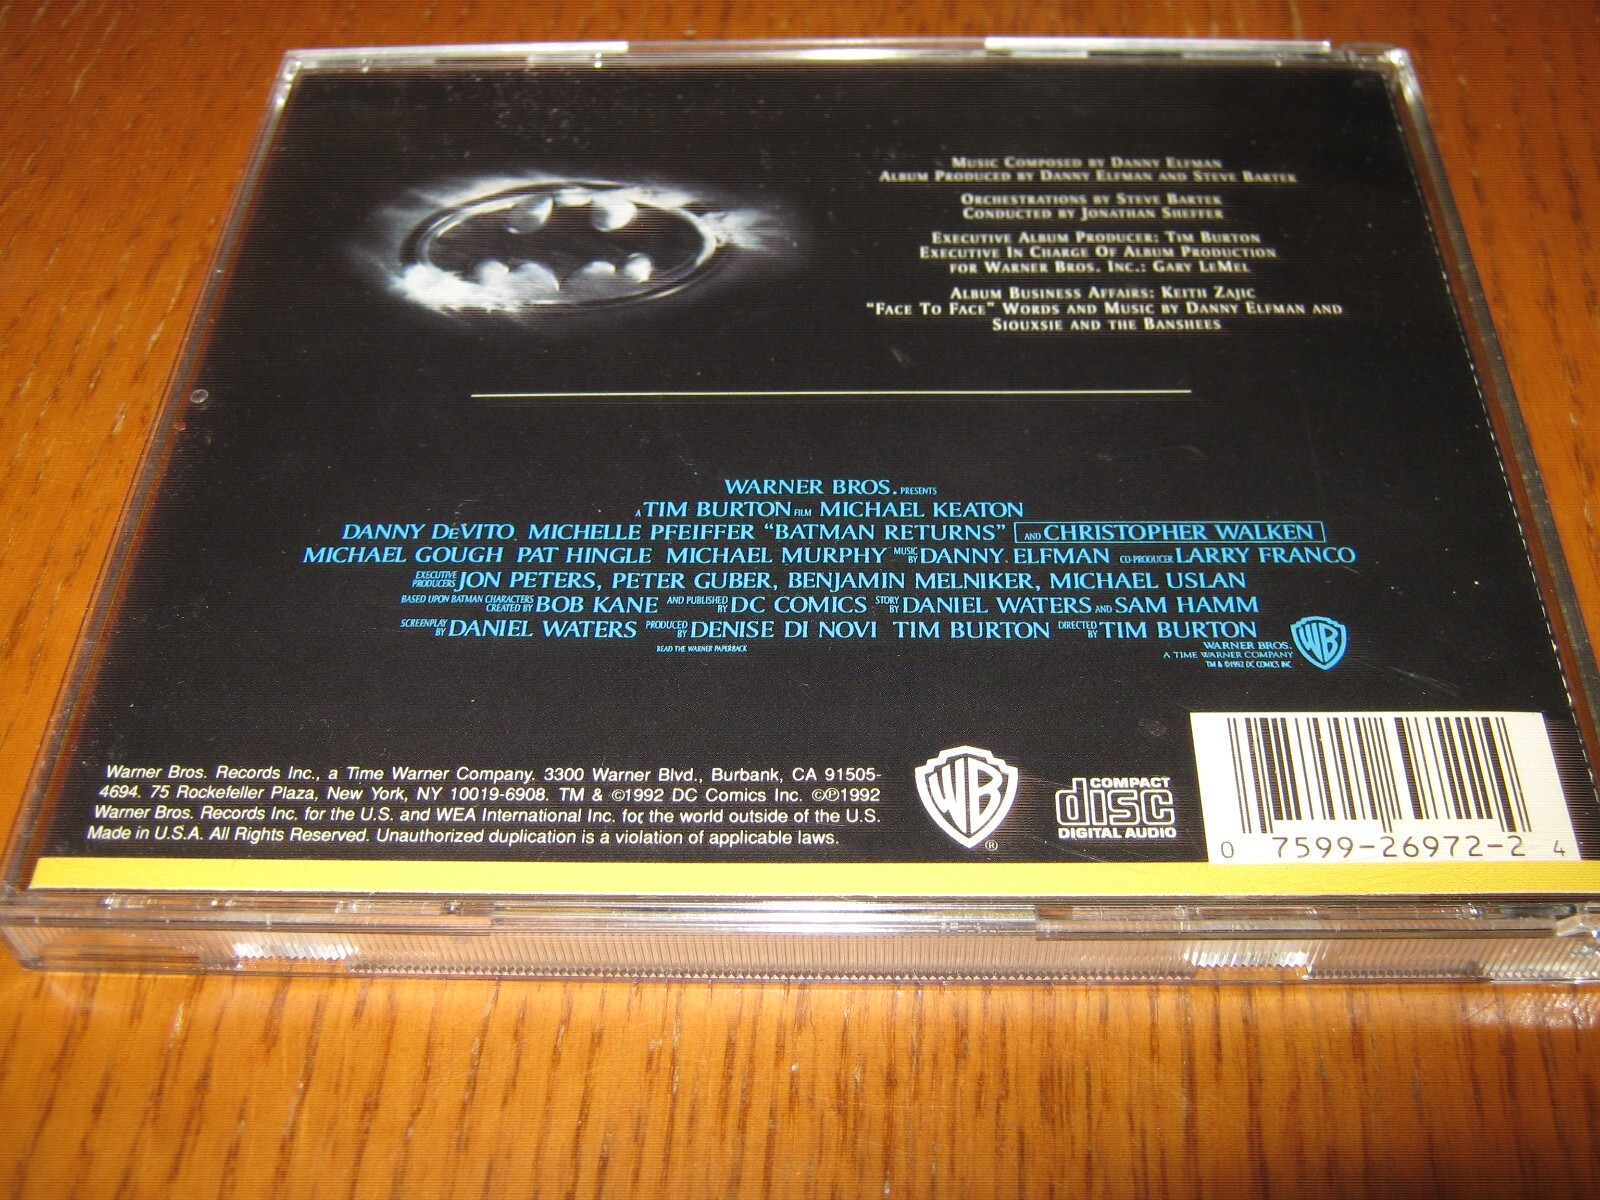 MUSIC COMPOSED BY DANNY ELFMAN
ALBUM PRODUCED BY DANNY ELFMAN AND STEVE BARTEK
ORCHESTRATIONS BY STEVE BARTEK
CONDUCTED BY JONATHAN SHEFFER
EXECUTIVE ALBUM PRODUCER: TIM BURTON
EXECUTIVE IN CHARGE OF ALBUM PRODUCTION
FOR WARNER BROS. INC.: GARY LEMEL
ALBUM BUSINESS AFFAIRS: KEITH ZAJIC
"FACE TO FACE" WORDS AND MUSIC BY DANNY ELFMAN AND
SIOUXSIE AND THE BANSHEES
WARNER BROS. PRESENTS
A TIM BURTON FILM MICHAEL KEATON
DANNY DeVITO MICHELLE PFEIFFER "BATMAN RETURNS" AND CHRISTOPHER WALKEN
MICHAEL GOUGH PAT HINGLE MICHAEL MURPHY MUSIC BY DANNY ELFMAN CO-PRODUCER LARRY FRANCO
EXECUTIVE PRODUCERS JON PETERS, PETER GUBER, BENJAMIN MELNIKER, MICHAEL USLAN
BASED UPON BATMAN CHARACTERS CREATED BY BOB KANE AND PUBLISHED BY DC COMICS STORY BY DANIEL WATERS AND SAM HAMM
SCREENPLAY BY DANIEL WATERS PRODUCED BY DENISE DI NOVI TIM BURTON DIRECTED BY TIM BURTON
READ THE WARNER PAPERBACK
WARNER BROS.
A TIME WARNER COMPANY
TM & ©1992 DC COMICS INC.
WB
Warner Bros. Records Inc., a Time Warner Company. 3300 Warner Blvd., Burbank, CA 91505-
4694. 75 Rockefeller Plaza, New York, NY 10019-6908. TM & ©1992 DC Comics Inc. ©℗1992
Warner Bros. Records Inc. for the U.S. and WEA International Inc. for the world outside of the U.S.
Made in U.S.A. All Rights Reserved. Unauthorized duplication is a violation of applicable laws.
WB ®
COMPACT
disc
DIGITAL AUDIO
0 7599-26972-2 4